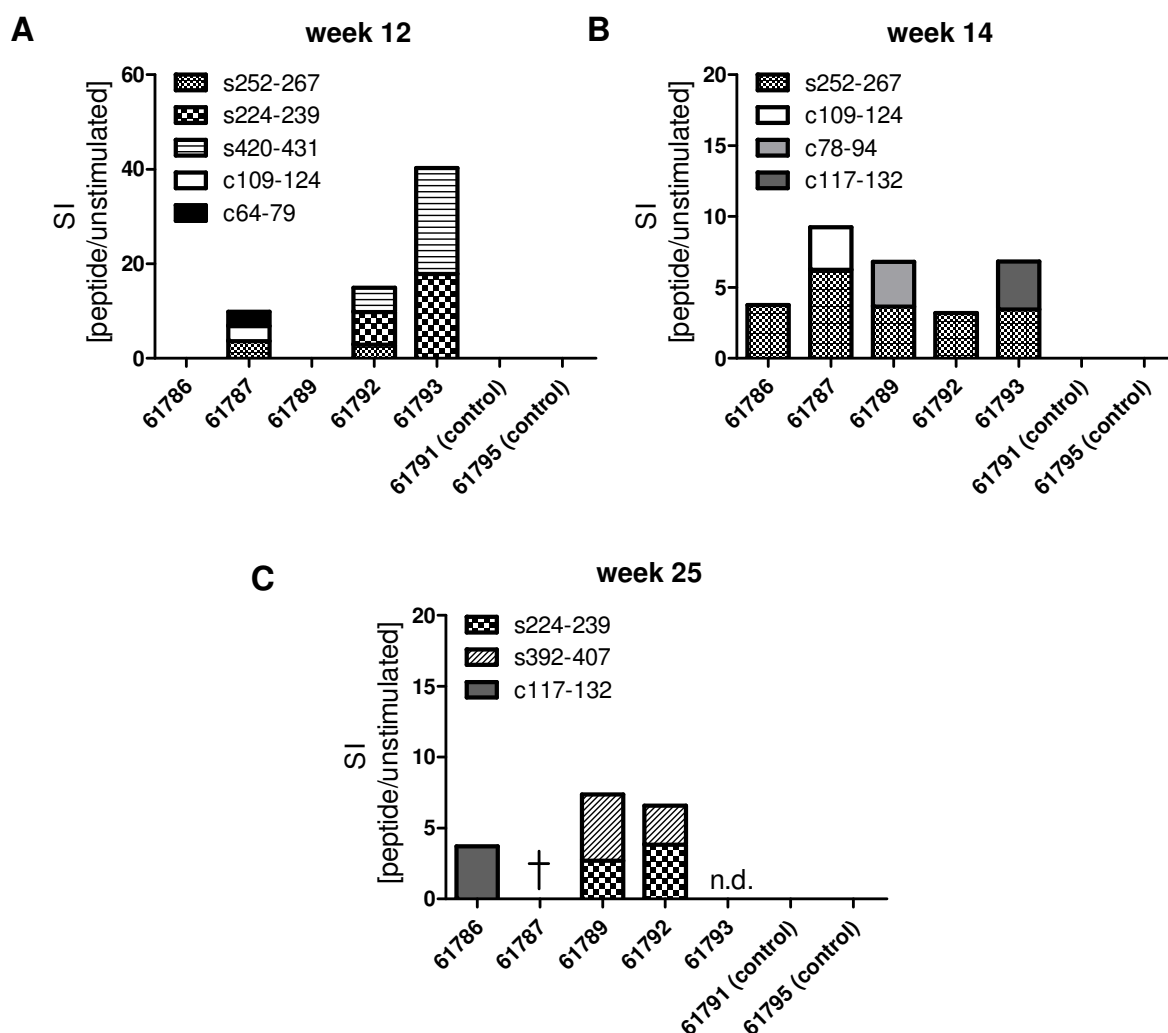 A
week 12
SI
[peptide/unstimulated]
60
40
20
0
s252-267
s224-239
s420-431
c109-124
c64-79
61786
61787
61789
61792
61793
61791 (control)
61795 (control)
B
week 14
SI
[peptide/unstimulated]
20
15
10
5
0
s252-267
c109-124
c78-94
c117-132
61786
61787
61789
61792
61793
61791 (control)
61795 (control)
C
week 25
SI
[peptide/unstimulated]
20
15
10
5
0
s224-239
s392-407
c117-132
†
n.d.
61786
61787
61789
61792
61793
61791 (control)
61795 (control)